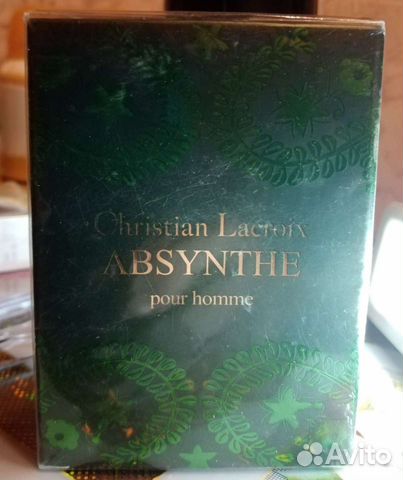 Christian Lacroix
ABSYNTHE
pour homme
Avito